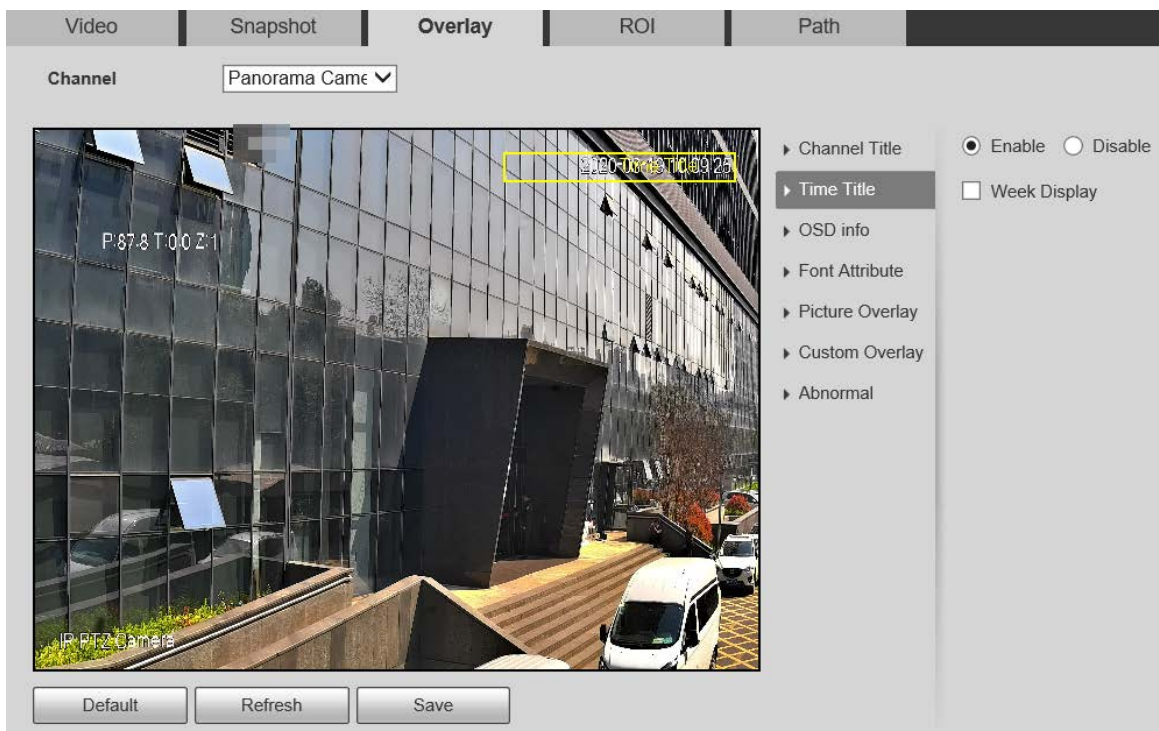 Video Snapshot Overlay ROI Path
Channel Panorama Came
Channel Title
Time Title
OSD info
Font Attribute
Picture Overlay
Custom Overlay
Abnormal
Enable Disable
Week Display
P:87.8 T:0.0 Z:1
IR PTZ Camera
Default Refresh Save